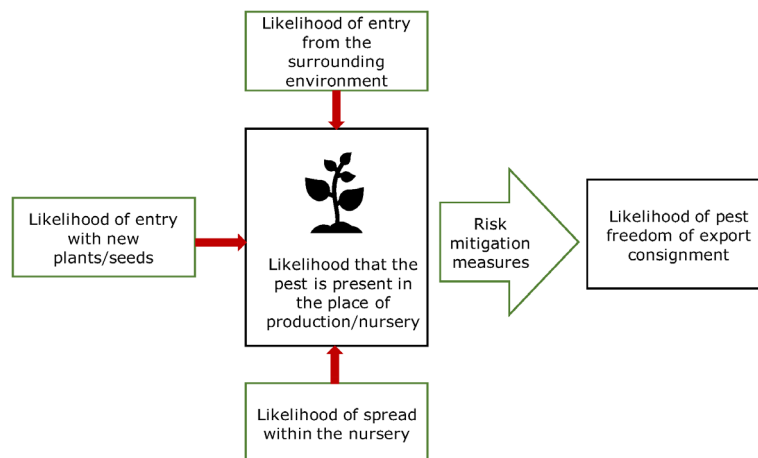 Likelihood of entry
from the
surrounding
environment
Likelihood of entry
with new
plants/seeds
Likelihood that the
pest is present in
the place of
production/nursery
Risk
mitigation
measures
Likelihood of pest
freedom of export
consignment
Likelihood of spread
within the nursery